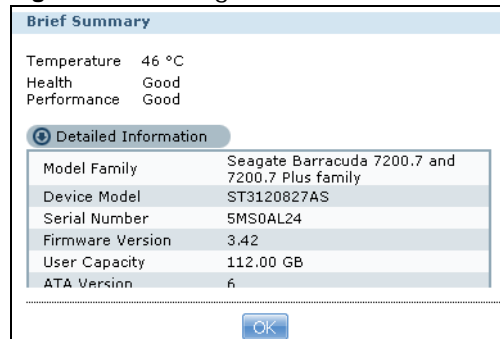 Brief Summary
Temperature 46 °C
Health Good
Performance Good
Detailed Information
Model Family Seagate Barracuda 7200.7 and
7200.7 Plus family
Device Model ST3120827AS
Serial Number 5MS0AL24
Firmware Version 3.42
User Capacity 112.00 GB
ATA Version 6
OK